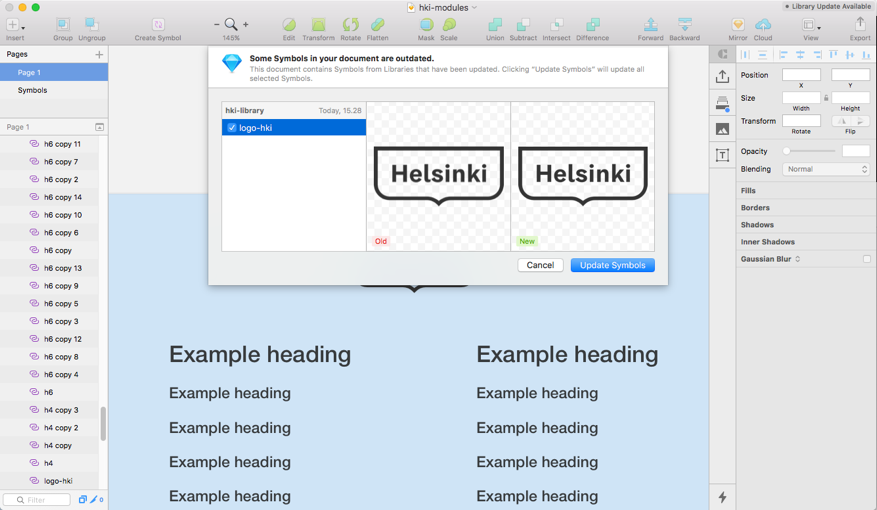 hki-modules
Library Update Available
Insert
Group
Ungroup
Create Symbol
145%
Edit
Transform
Rotate
Flatten
Mask
Scale
Union
Subtract
Intersect
Difference
Forward
Backward
Mirror
Cloud
View
Export
Pages
Page 1
Symbols
Page 1
h6 copy 11
h6 copy 7
h6 copy 2
h6 copy 14
h6 copy 10
h6 copy 6
h6 copy
h6 copy 13
h6 copy 9
h6 copy 5
h6 copy 3
h6 copy 12
h6 copy 8
h6 copy 4
h6
h4 copy 3
h4 copy 2
h4 copy
h4
logo-hki
Filter
0
Some Symbols in your document are outdated.
This document contains Symbols from Libraries that have been updated. Clicking "Update Symbols" will update all
selected Symbols.
hki-library
Today, 15.28
logo-hki
Helsinki
Old
Helsinki
New
Cancel
Update Symbols
Example heading
Example heading
Example heading
Example heading
Example heading
Example heading
Example heading
Example heading
Example heading
Example heading
Position
X
Y
Size
Width
Height
Transform
Rotate
Flip
Opacity
Blending
Normal
Fills
Borders
Shadows
Inner Shadows
Gaussian Blur